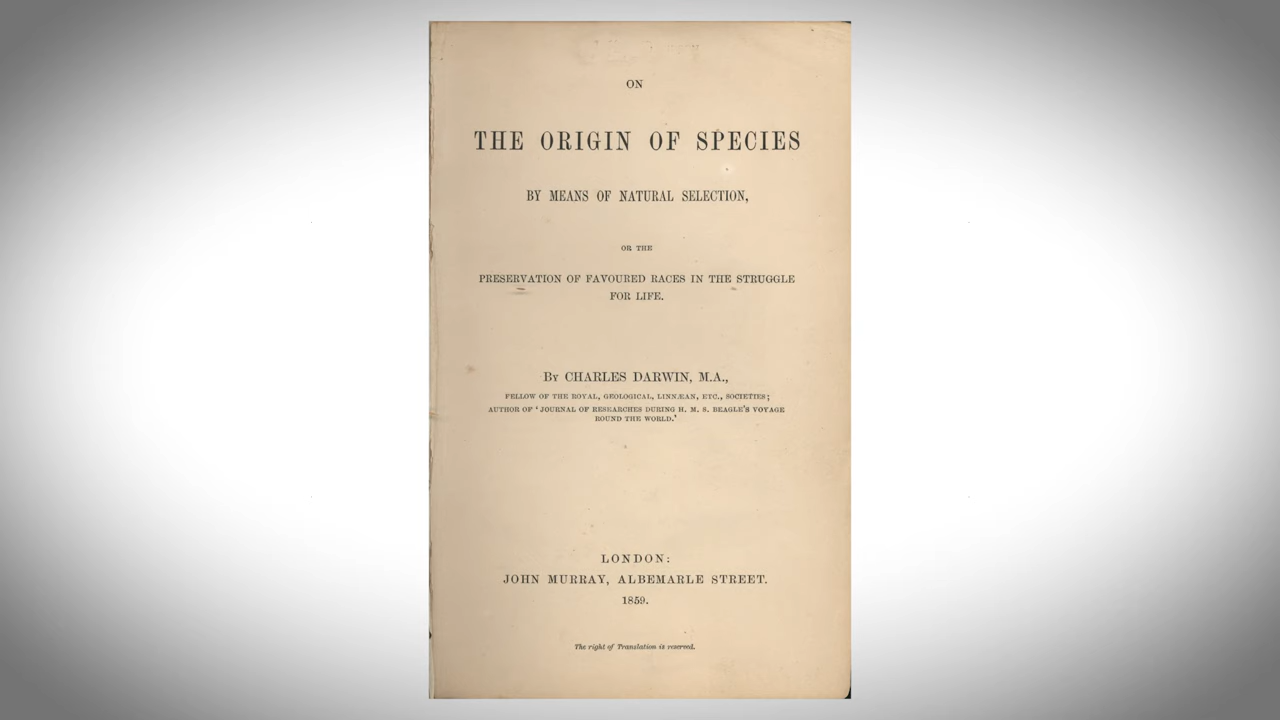 ON
THE ORIGIN OF SPECIES
BY MEANS OF NATURAL SELECTION,
OR THE
PRESERVATION OF FAVOURED RACES IN THE STRUGGLE
FOR LIFE.
By CHARLES DARWIN, M.A.,
FELLOW OF THE ROYAL, GEOLOGICAL, LINNÆAN, ETC., SOCIETIES;
AUTHOR OF ‘JOURNAL OF RESEARCHES DURING H. M. S. BEAGLE’S VOYAGE
ROUND THE WORLD.’
LONDON:
JOHN MURRAY, ALBEMARLE STREET.
1859.
The right of Translation is reserved.